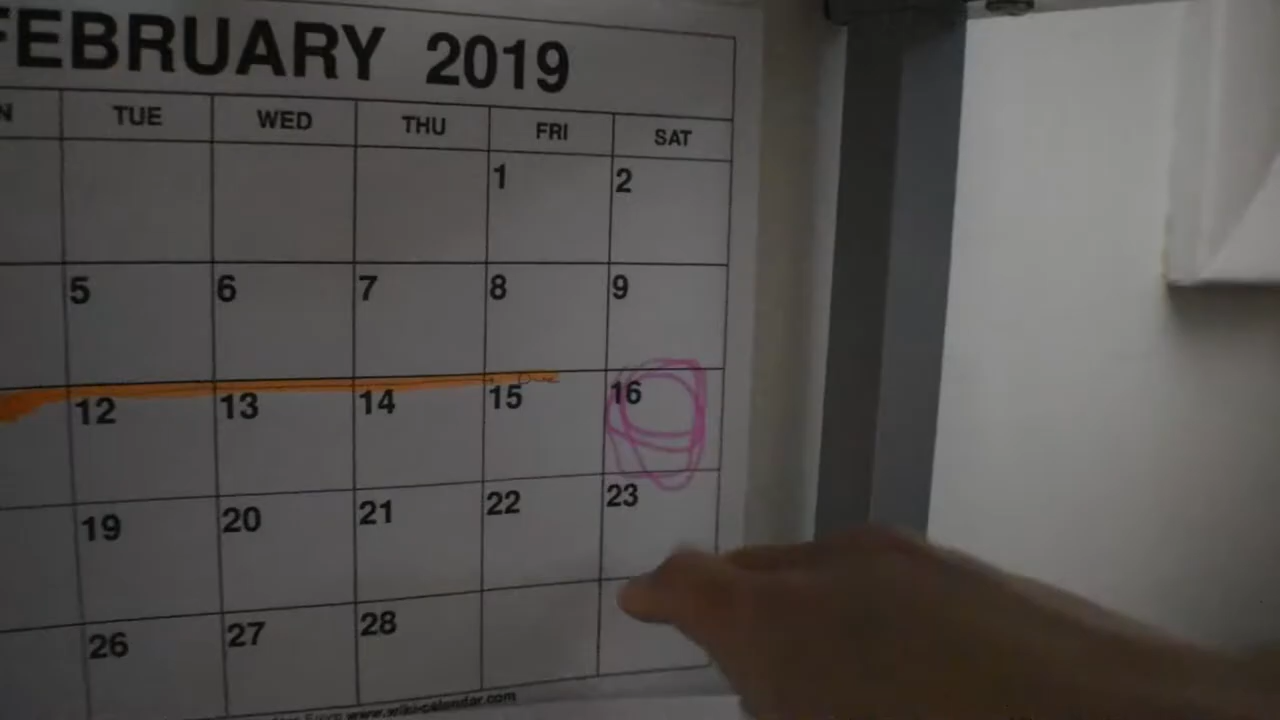 FEBRUARY 2019
N TUE WED THU FRI SAT
1 2
5 6 7 8 9
12 13 14 15 16
19 20 21 22 23
26 27 28
www.wiki-calendar.com